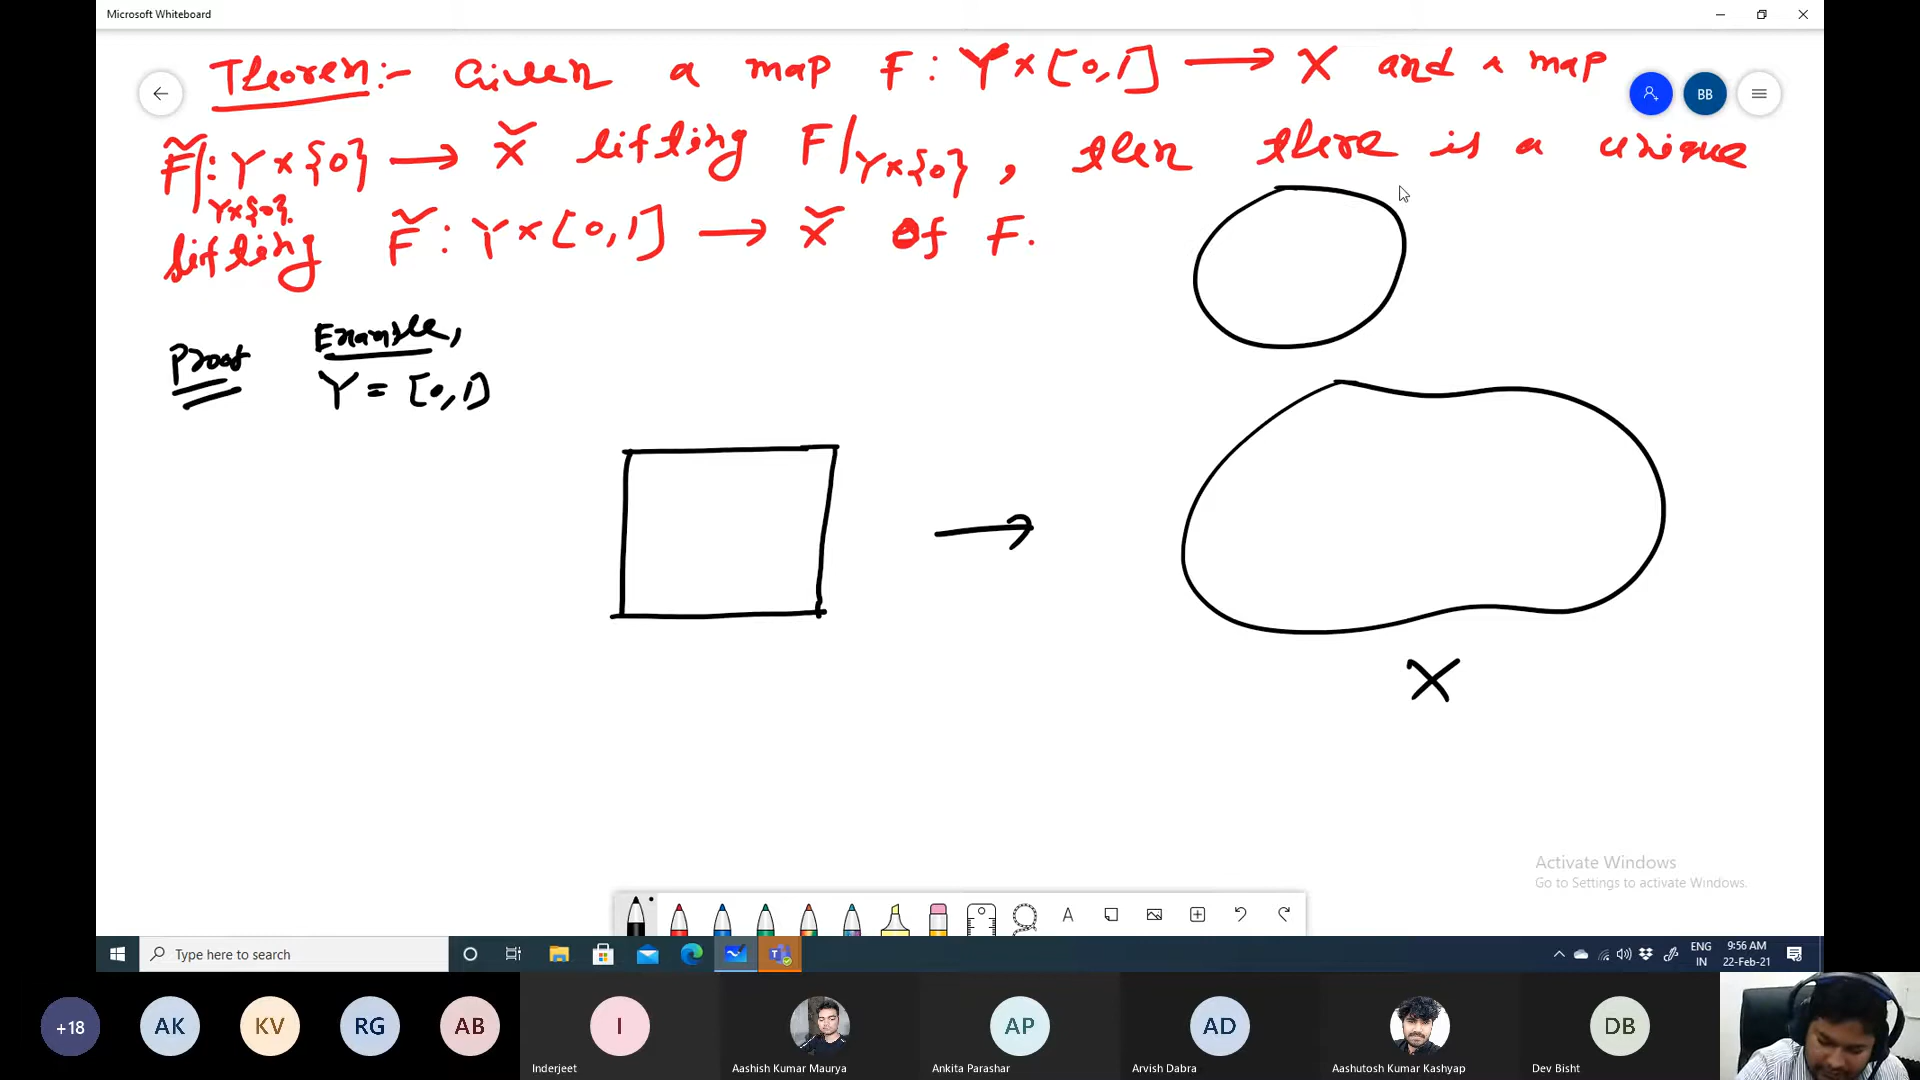 Microsoft Whiteboard
Theorem:- Given a map F : Y × [0,1] ⟶ X and a map
F̃|Y×{0} : Y × {0} ⟶ X̃ lifting F|Y×{0} , then there is a unique
lifting F̃ : Y × [0,1] ⟶ X̃ of F.
BB
Proof Example,
Y = [0,1]
X
Activate Windows
Go to Settings to activate Windows.
A
Type here to search
ENG
IN
9:56 AM
22-Feb-21
+18 AK KV RG AB I AP AD DB
Inderjeet Aashish Kumar Maurya Ankita Parashar Arvish Dabra Aashutosh Kumar Kashyap Dev Bisht